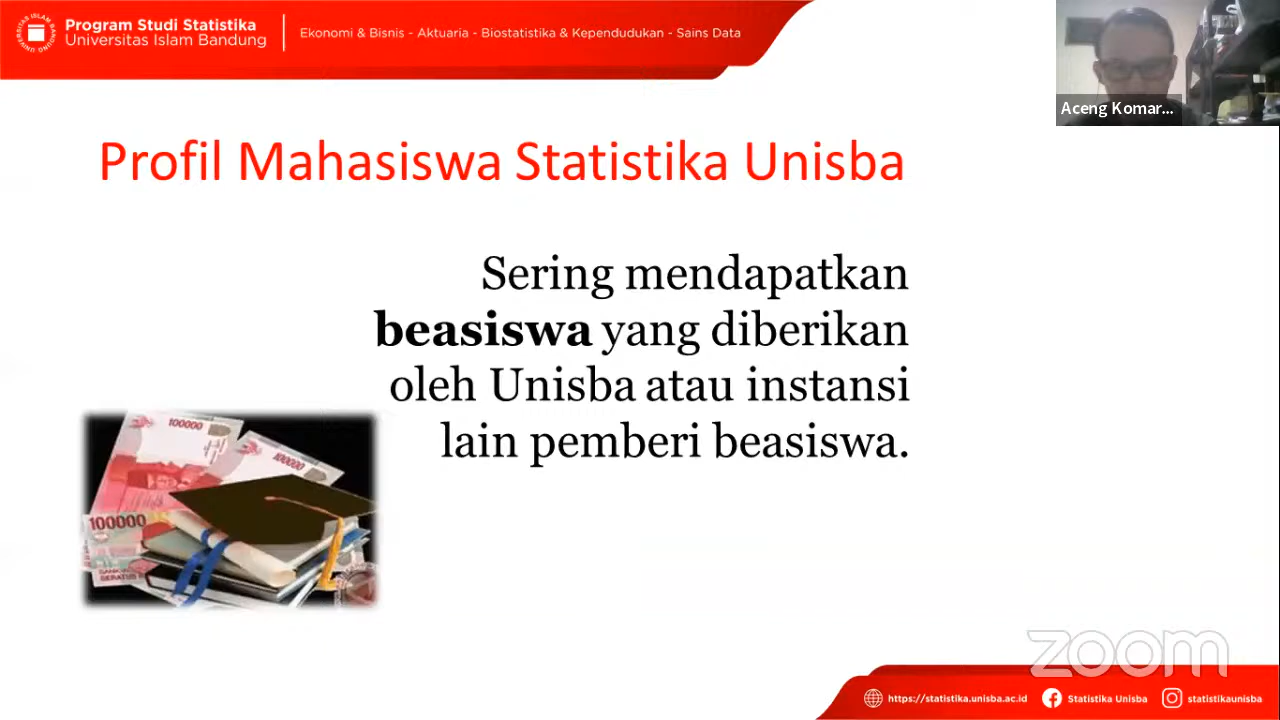 Program Studi Statistika
Universitas Islam Bandung
Ekonomi & Bisnis - Aktuaria - Biostatistika & Kependudukan - Sains Data
Aceng Komar...
Profil Mahasiswa Statistika Unisba
Sering mendapatkan
beasiswa yang diberikan
oleh Unisba atau instansi
lain pemberi beasiswa.
100000
100000
100000
zoom
https://statistika.unisba.ac.id
Statistika Unisba
statistikaunisba